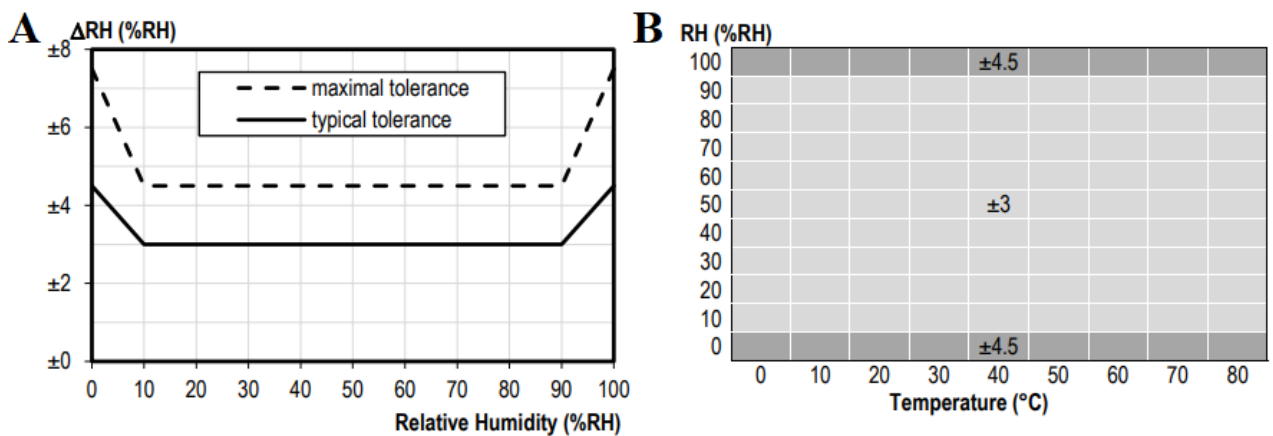 A
ΔRH (%RH)
±8
±6
±4
±2
±0
maximal tolerance
typical tolerance
0 10 20 30 40 50 60 70 80 90 100
Relative Humidity (%RH)
B
RH (%RH)
100
90
80
70
60
50
40
30
20
10
0
±4.5
±3
±4.5
0 10 20 30 40 50 60 70 80
Temperature (°C)